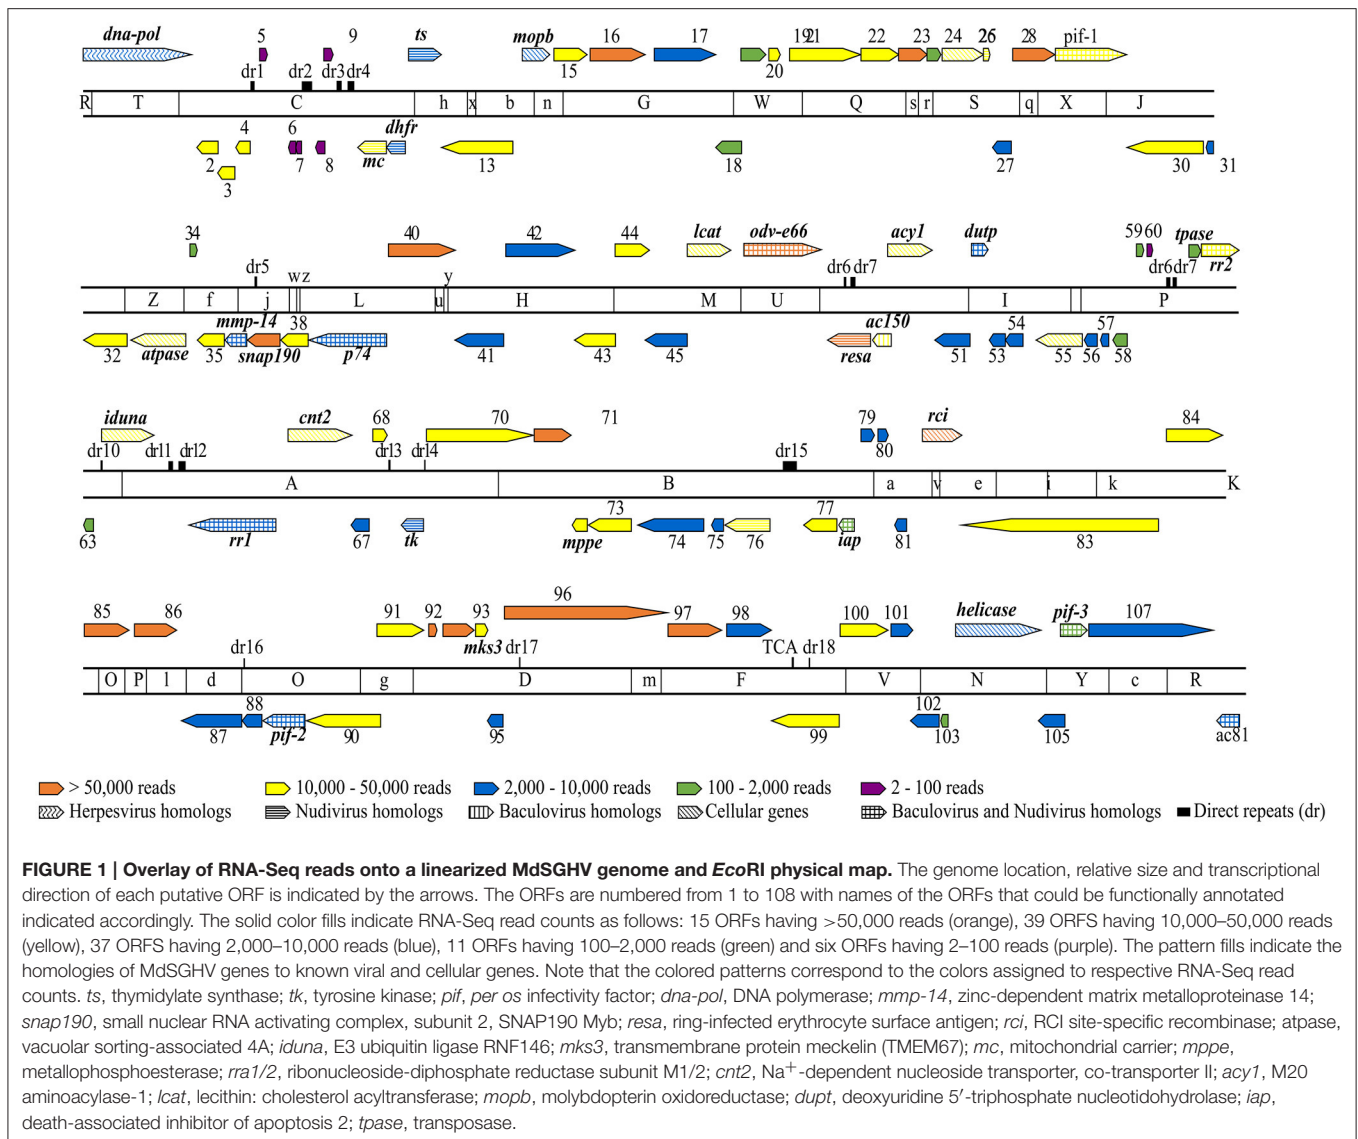 dna-pol 5 9 ts mopb 16 17 19 21 22 23 24 26 28 pif-1
15 20
dr1 dr2 dr3 dr4
R T C h x b n G W Q s r S q X J
4 6 dhfr
2 7 8 mc 13 18 27 30 31
3
34 40 42 44 lcat odv-e66 acy1 dutp 59 60 tpase
rr2
dr5 w z y dr6 dr7 dr6 dr7
Z f j L u H M U I P
mmp-14 38 ac150 54 57
32 atpase 35 snap190 p74 41 43 45 resa 51 53 55 56 58
iduna cnt2 68 70 71 79 80 rci 84
dr10 dr11 dr12 dr13 dr14 dr15
A B a v e i k K
73
63 rr1 67 tk mppe 74 75 76 77 iap 81 83
85 86 91 92 93 96 97 98 100 101 helicase pif-3 107
mks3
dr16 dr17 TCA dr18
O P l d O g D m F V N Y c R
88 102
87 pif-2 90 95 99 103 105 ac81
> 50,000 reads 10,000 - 50,000 reads 2,000 - 10,000 reads 100 - 2,000 reads 2 - 100 reads
Herpesvirus homologs Nudivirus homologs Baculovirus homologs Cellular genes Baculovirus and Nudivirus homologs Direct repeats (dr)
FIGURE 1 | Overlay of RNA-Seq reads onto a linearized MdSGHV genome and EcoRI physical map. The genome location, relative size and transcriptional
direction of each putative ORF is indicated by the arrows. The ORFs are numbered from 1 to 108 with names of the ORFs that could be functionally annotated
indicated accordingly. The solid color fills indicate RNA-Seq read counts as follows: 15 ORFs having >50,000 reads (orange), 39 ORFS having 10,000–50,000 reads
(yellow), 37 ORFS having 2,000–10,000 reads (blue), 11 ORFs having 100–2,000 reads (green) and six ORFs having 2–100 reads (purple). The pattern fills indicate the
homologies of MdSGHV genes to known viral and cellular genes. Note that the colored patterns correspond to the colors assigned to respective RNA-Seq read
counts. ts, thymidylate synthase; tk, tyrosine kinase; pif, per os infectivity factor; dna-pol, DNA polymerase; mmp-14, zinc-dependent matrix metalloproteinase 14;
snap190, small nuclear RNA activating complex, subunit 2, SNAP190 Myb; resa, ring-infected erythrocyte surface antigen; rci, RCI site-specific recombinase; atpase,
vacuolar sorting-associated 4A; iduna, E3 ubiquitin ligase RNF146; mks3, transmembrane protein meckelin (TMEM67); mc, mitochondrial carrier; mppe,
metallophosphoesterase; rra1/2, ribonucleoside-diphosphate reductase subunit M1/2; cnt2, Na+-dependent nucleoside transporter, co-transporter II; acy1, M20
aminoacylase-1; lcat, lecithin: cholesterol acyltransferase; mopb, molybdopterin oxidoreductase; dupt, deoxyuridine 5′-triphosphate nucleotidohydrolase; iap,
death-associated inhibitor of apoptosis 2; tpase, transposase.